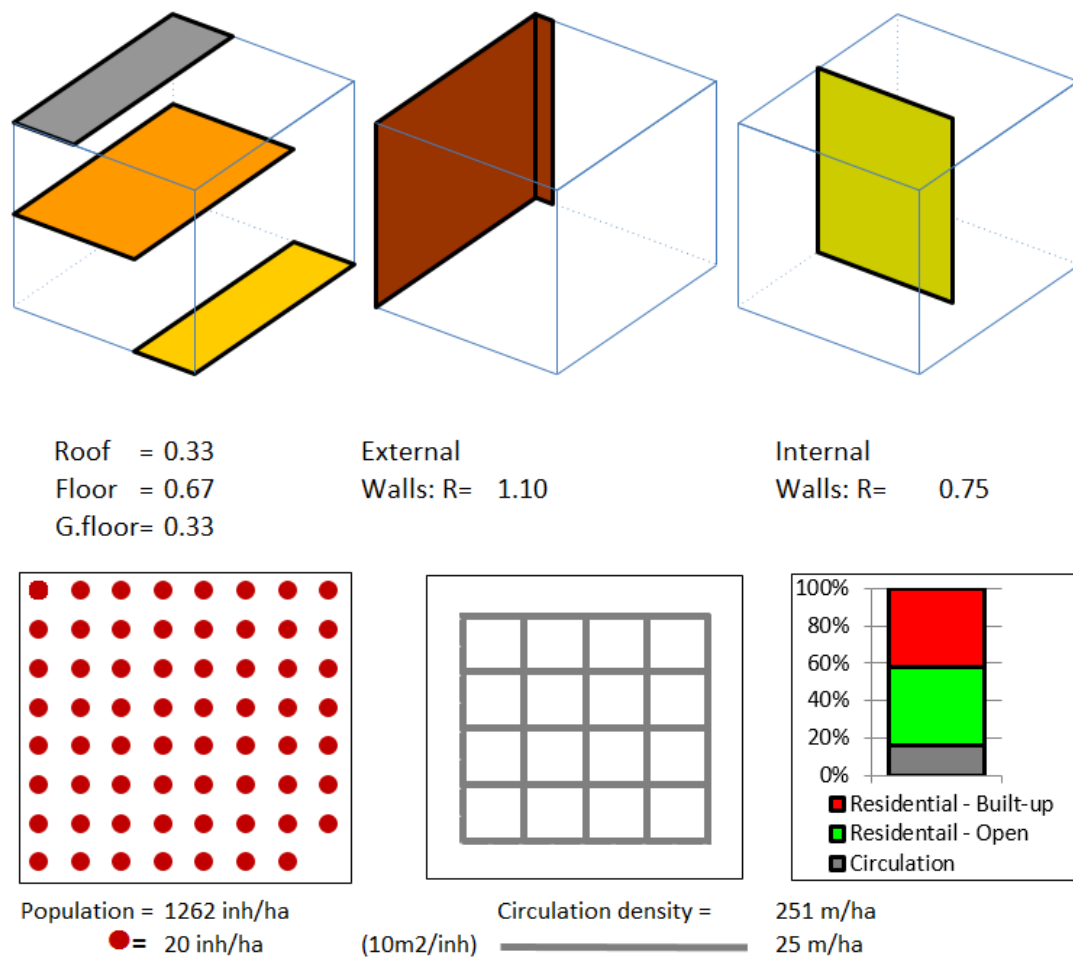 Roof = 0.33
Floor = 0.67
G.floor= 0.33
External
Walls: R= 1.10
Internal
Walls: R= 0.75
100%
80%
60%
40%
20%
0%
Residential - Built-up
Residentail - Open
Circulation
Population = 1262 inh/ha
= 20 inh/ha
(10m2/inh)
Circulation density = 251 m/ha
25 m/ha